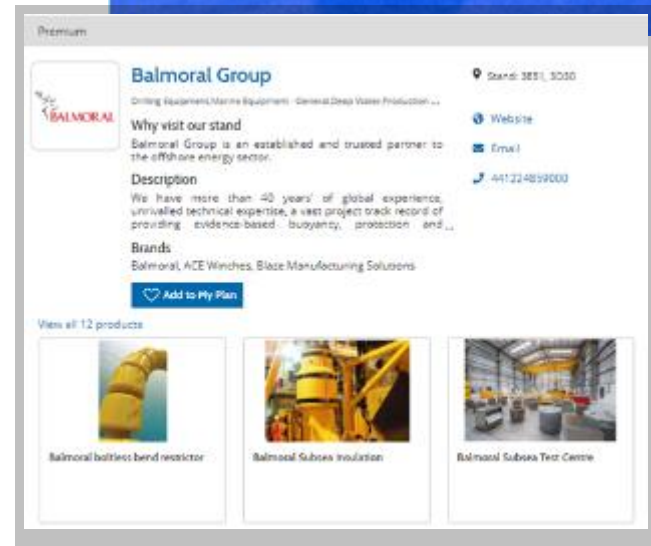 Premium
BALMORAL
Balmoral Group
Drilling Equipment,Marine Equipment - General,Deep Water Production ...
Why visit our stand
Balmoral Group is an established and trusted partner to
the offshore energy sector.
Description
We have more than 40 years' of global experience,
unrivalled technical expertise, a vast project track record of
providing evidence-based buoyancy, protection and ...
Brands
Balmoral, ACE Winches, Blaze Manufacturing Solutions
Add to My Plan
Stand:
Website
Email
441224859000
View all 12 products
Balmoral boltless bend restrictor
Balmoral Subsea Insulation
Balmoral Subsea Test Centre